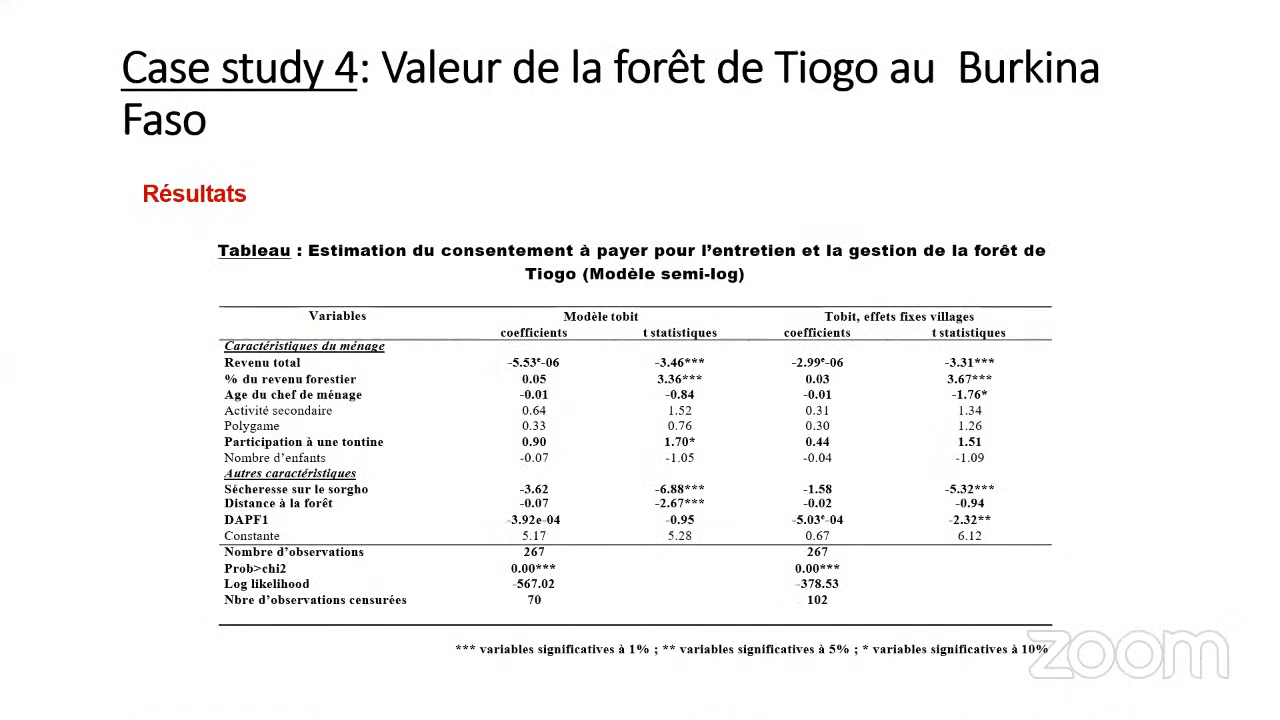 Case study 4: Valeur de la forêt de Tiogo au Burkina
Faso
Résultats
Tableau : Estimation du consentement à payer pour l'entretien et la gestion de la forêt de
Tiogo (Modèle semi-log)
Variables Modèle tobit Tobit, effets fixes villages
coefficients t statistiques coefficients t statistiques
Caractéristiques du ménage
Revenu total -5.53e-06 -3.46*** -2.99e-06 -3.31***
% du revenu forestier 0.05 3.36*** 0.03 3.67***
Age du chef de ménage -0.01 -0.84 -0.01 -1.76*
Activité secondaire 0.64 1.52 0.31 1.34
Polygame 0.33 0.76 0.30 1.26
Participation à une tontine 0.90 1.70* 0.44 1.51
Nombre d'enfants -0.07 -1.05 -0.04 -1.09
Autres caractéristiques
Sécheresse sur le sorgho -3.62 -6.88*** -1.58 -5.32***
Distance à la forêt -0.07 -2.67*** -0.02 -0.94
DAPF1 -3.92e-04 -0.95 -5.03e-04 -2.32**
Constante 5.17 5.28 0.67 6.12
Nombre d'observations 267 267
Prob>chi2 0.00*** 0.00***
Log likelihood -567.02 -378.53
Nbre d'observations censurées 70 102
*** variables significatives à 1% ; ** variables significatives à 5% ; * variables significatives à 10%
zoom